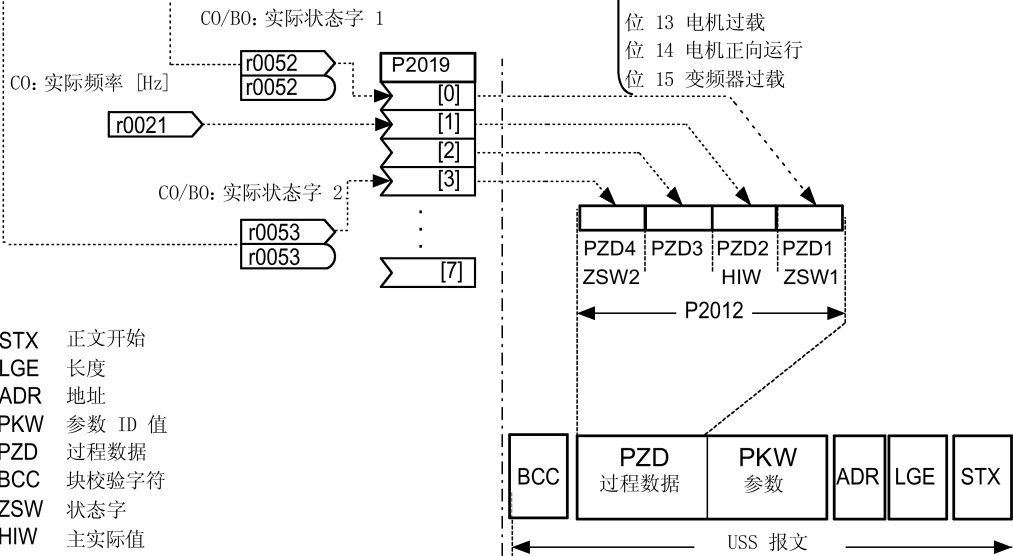 CO/BO: 实际状态字 1
位 13 电机过载
位 14 电机正向运行
位 15 变频器过载
r0052
r0052
P2019
CO: 实际频率 [Hz]
[0]
r0021
[1]
[2]
[3]
CO/BO: 实际状态字 2
r0053
r0053
[7]
PZD4 PZD3 PZD2 PZD1
ZSW2 HIW ZSW1
P2012
STX 正文开始
LGE 长度
ADR 地址
PKW 参数 ID 值
PZD 过程数据
BCC 块校验字符
ZSW 状态字
HIW 主实际值
BCC
PZD
过程数据
PKW
参数
ADR
LGE
STX
USS 报文